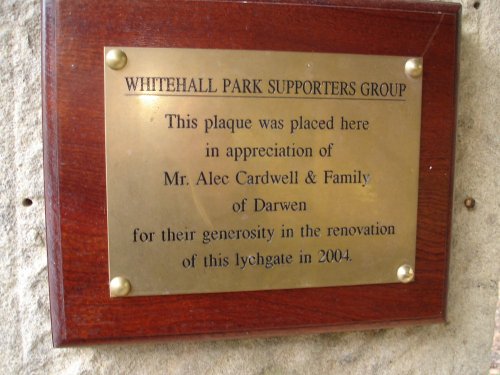 WHITEHALL PARK SUPPORTERS GROUP
This plaque was placed here
in appreciation of
Mr. Alec Cardwell & Family
of Darwen
for their generosity in the renovation
of this lychgate in 2004.